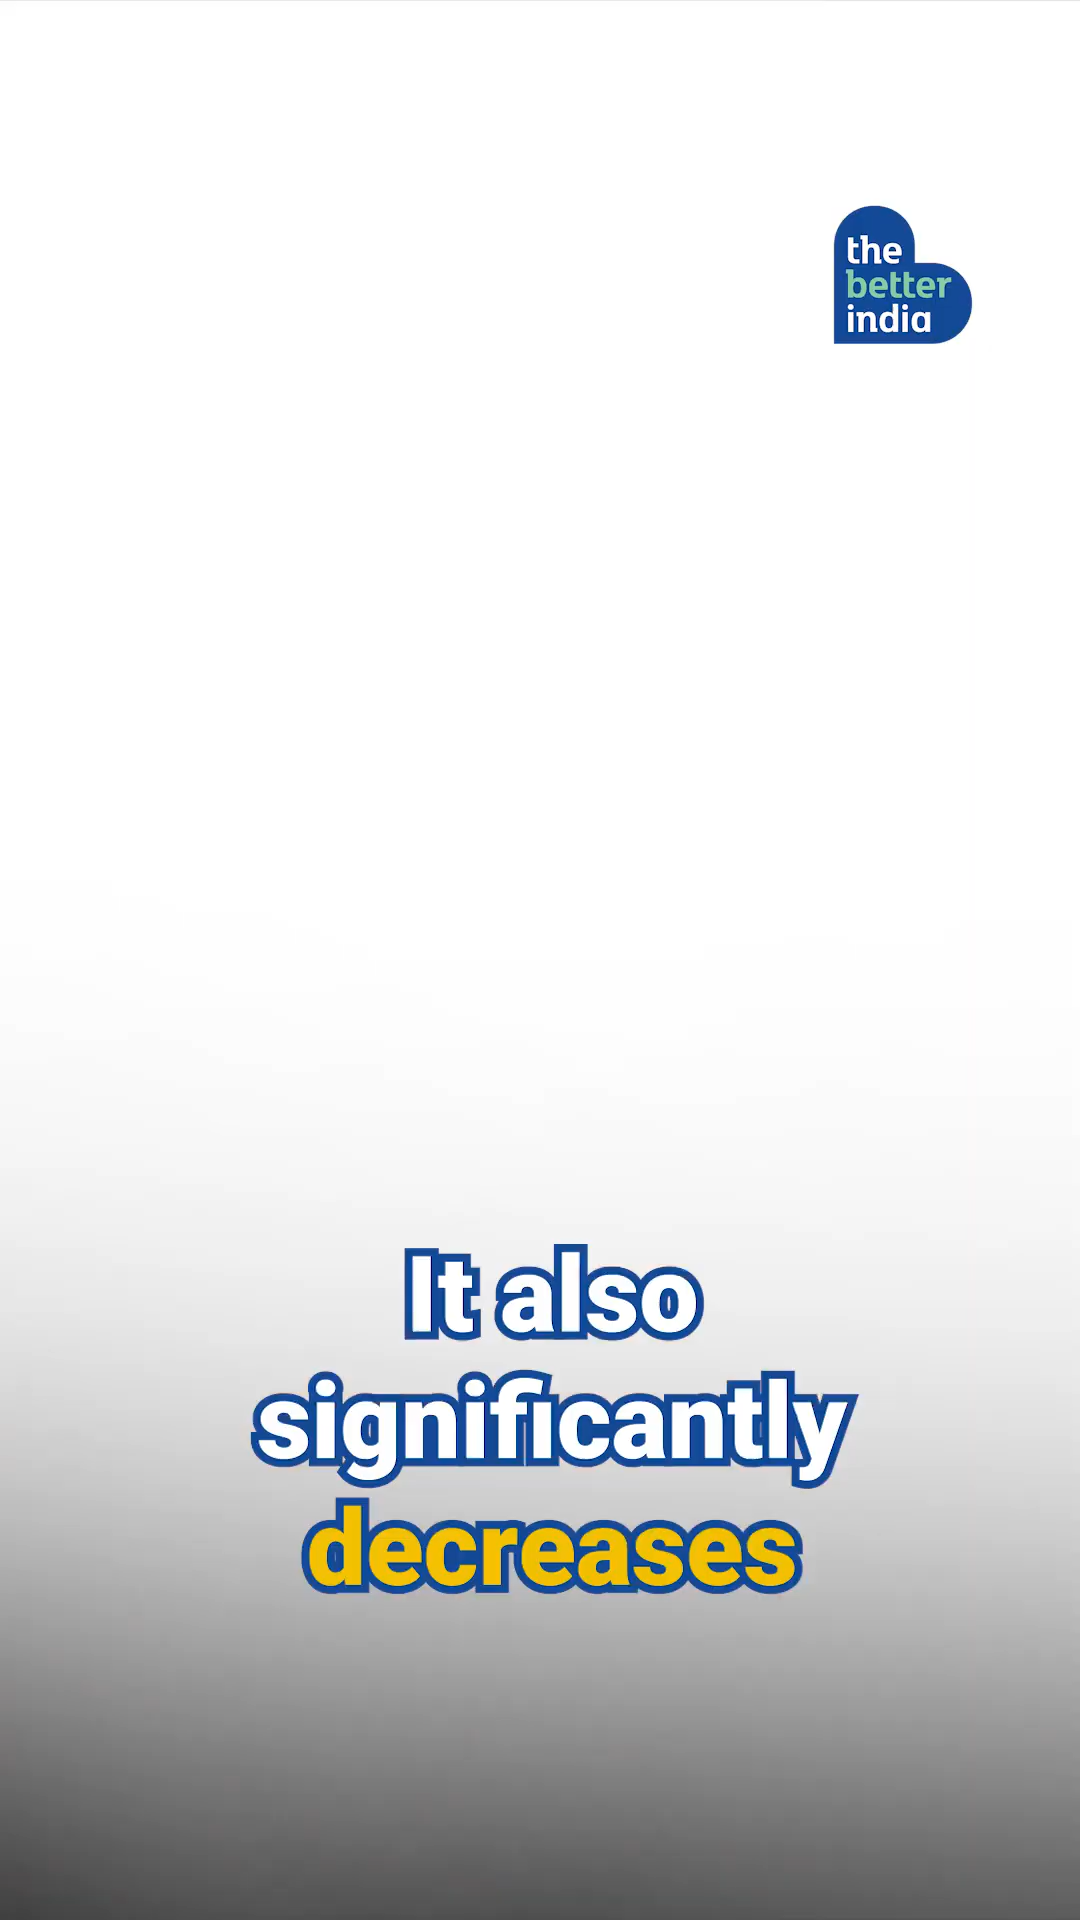 the
better
india
It also
significantly
decreases